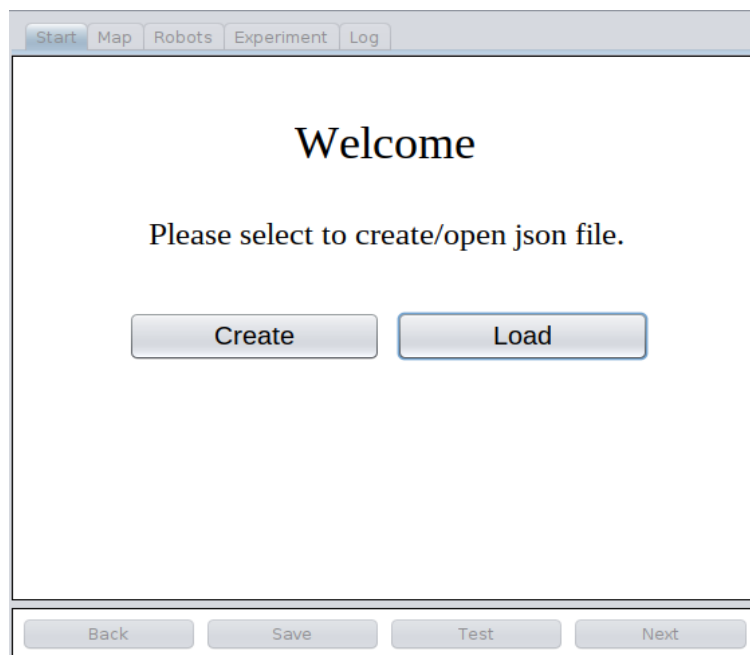 Start Map Robots Experiment Log
Welcome
Please select to create/open json file.
Create Load
Back Save Test Next